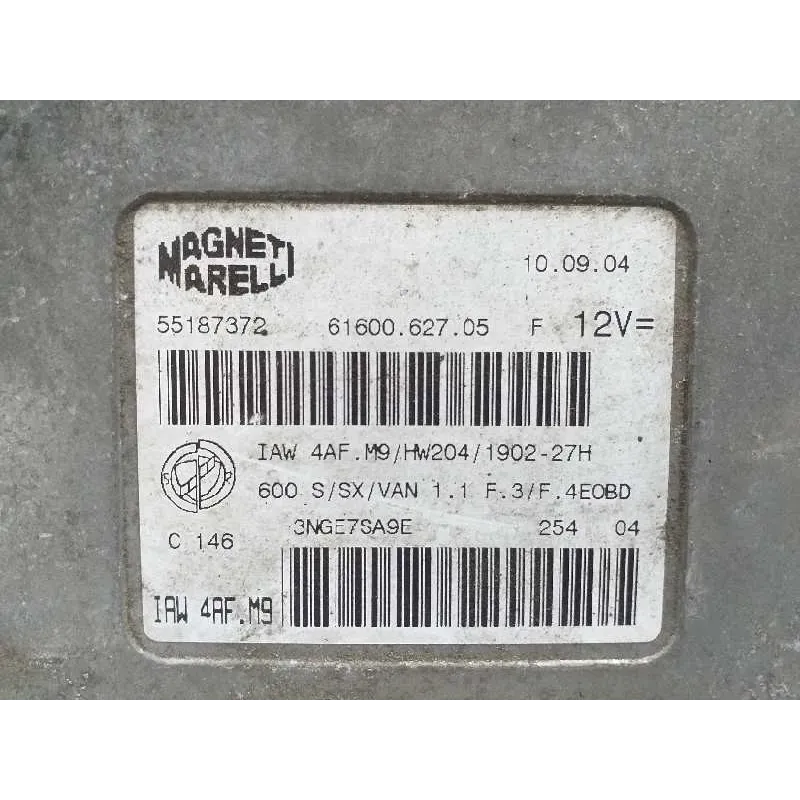 MAGNETI
MARELLI
10.09.04
55187372 61600.627.05 F 12V=
IAW 4AF.M9/HW204/1902-27H
600 S/SX/VAN 1.1 F.3/F.4EOBD
C 146 3NGE7SA9E 254 04
IAW 4AF.M9